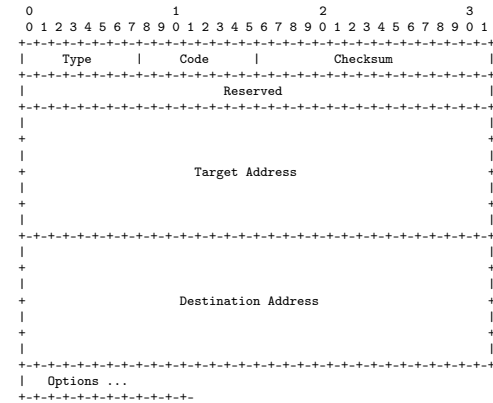 0                   1                   2                   3
 0 1 2 3 4 5 6 7 8 9 0 1 2 3 4 5 6 7 8 9 0 1 2 3 4 5 6 7 8 9 0 1
+-+-+-+-+-+-+-+-+-+-+-+-+-+-+-+-+-+-+-+-+-+-+-+-+-+-+-+-+-+-+-+-+
|     Type      |     Code      |          Checksum             |
+-+-+-+-+-+-+-+-+-+-+-+-+-+-+-+-+-+-+-+-+-+-+-+-+-+-+-+-+-+-+-+-+
|                           Reserved                            |
+-+-+-+-+-+-+-+-+-+-+-+-+-+-+-+-+-+-+-+-+-+-+-+-+-+-+-+-+-+-+-+-+
|                                                               |
+                                                               +
|                                                               |
+                       Target Address                          +
|                                                               |
+                                                               +
|                                                               |
+-+-+-+-+-+-+-+-+-+-+-+-+-+-+-+-+-+-+-+-+-+-+-+-+-+-+-+-+-+-+-+-+
|                                                               |
+                                                               +
|                                                               |
+                     Destination Address                       +
|                                                               |
+                                                               +
|                                                               |
+-+-+-+-+-+-+-+-+-+-+-+-+-+-+-+-+-+-+-+-+-+-+-+-+-+-+-+-+-+-+-+-+
|   Options ...
+-+-+-+-+-+-+-+-+-+-+-+-